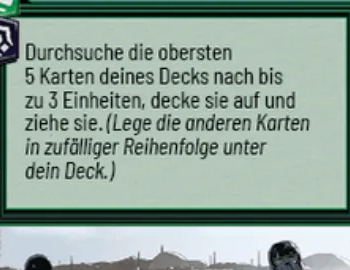 Durchsuche die obersten
5 Karten deines Decks nach bis
zu 3 Einheiten, decke sie auf und
ziehe sie. (Lege die anderen Karten
in zufälliger Reihenfolge unter
dein Deck.)